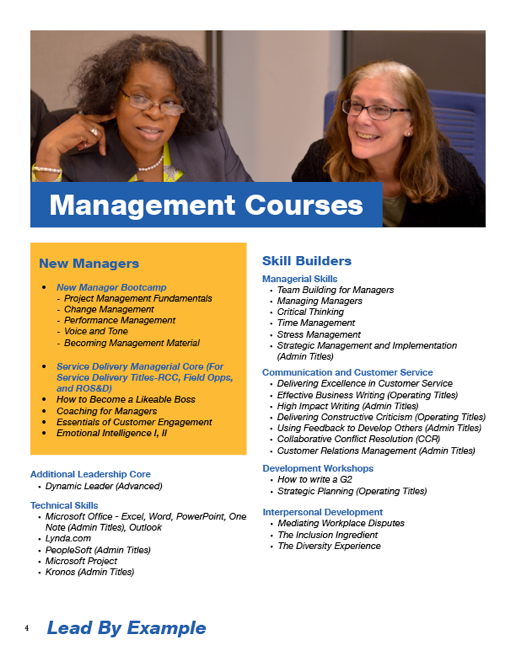 Management Courses
New Managers
• New Manager Bootcamp
- Project Management Fundamentals
- Change Management
- Performance Management
- Voice and Tone
- Becoming Management Material
• Service Delivery Managerial Core (For
Service Delivery Titles-RCC, Field Opps,
and ROS&D)
• How to Become a Likeable Boss
• Coaching for Managers
• Essentials of Customer Engagement
• Emotional Intelligence I, II
Additional Leadership Core
• Dynamic Leader (Advanced)
Technical Skills
• Microsoft Office - Excel, Word, PowerPoint, One
Note (Admin Titles), Outlook
• Lynda.com
• PeopleSoft (Admin Titles)
• Microsoft Project
• Kronos (Admin Titles)
Skill Builders
Managerial Skills
• Team Building for Managers
• Managing Managers
• Critical Thinking
• Time Management
• Stress Management
• Strategic Management and Implementation
(Admin Titles)
Communication and Customer Service
• Delivering Excellence in Customer Service
• Effective Business Writing (Operating Titles)
• High Impact Writing (Admin Titles)
• Delivering Constructive Criticism (Operating Titles)
• Using Feedback to Develop Others (Admin Titles)
• Collaborative Conflict Resolution (CCR)
• Customer Relations Management (Admin Titles)
Development Workshops
• How to write a G2
• Strategic Planning (Operating Titles)
Interpersonal Development
• Mediating Workplace Disputes
• The Inclusion Ingredient
• The Diversity Experience
4 Lead By Example